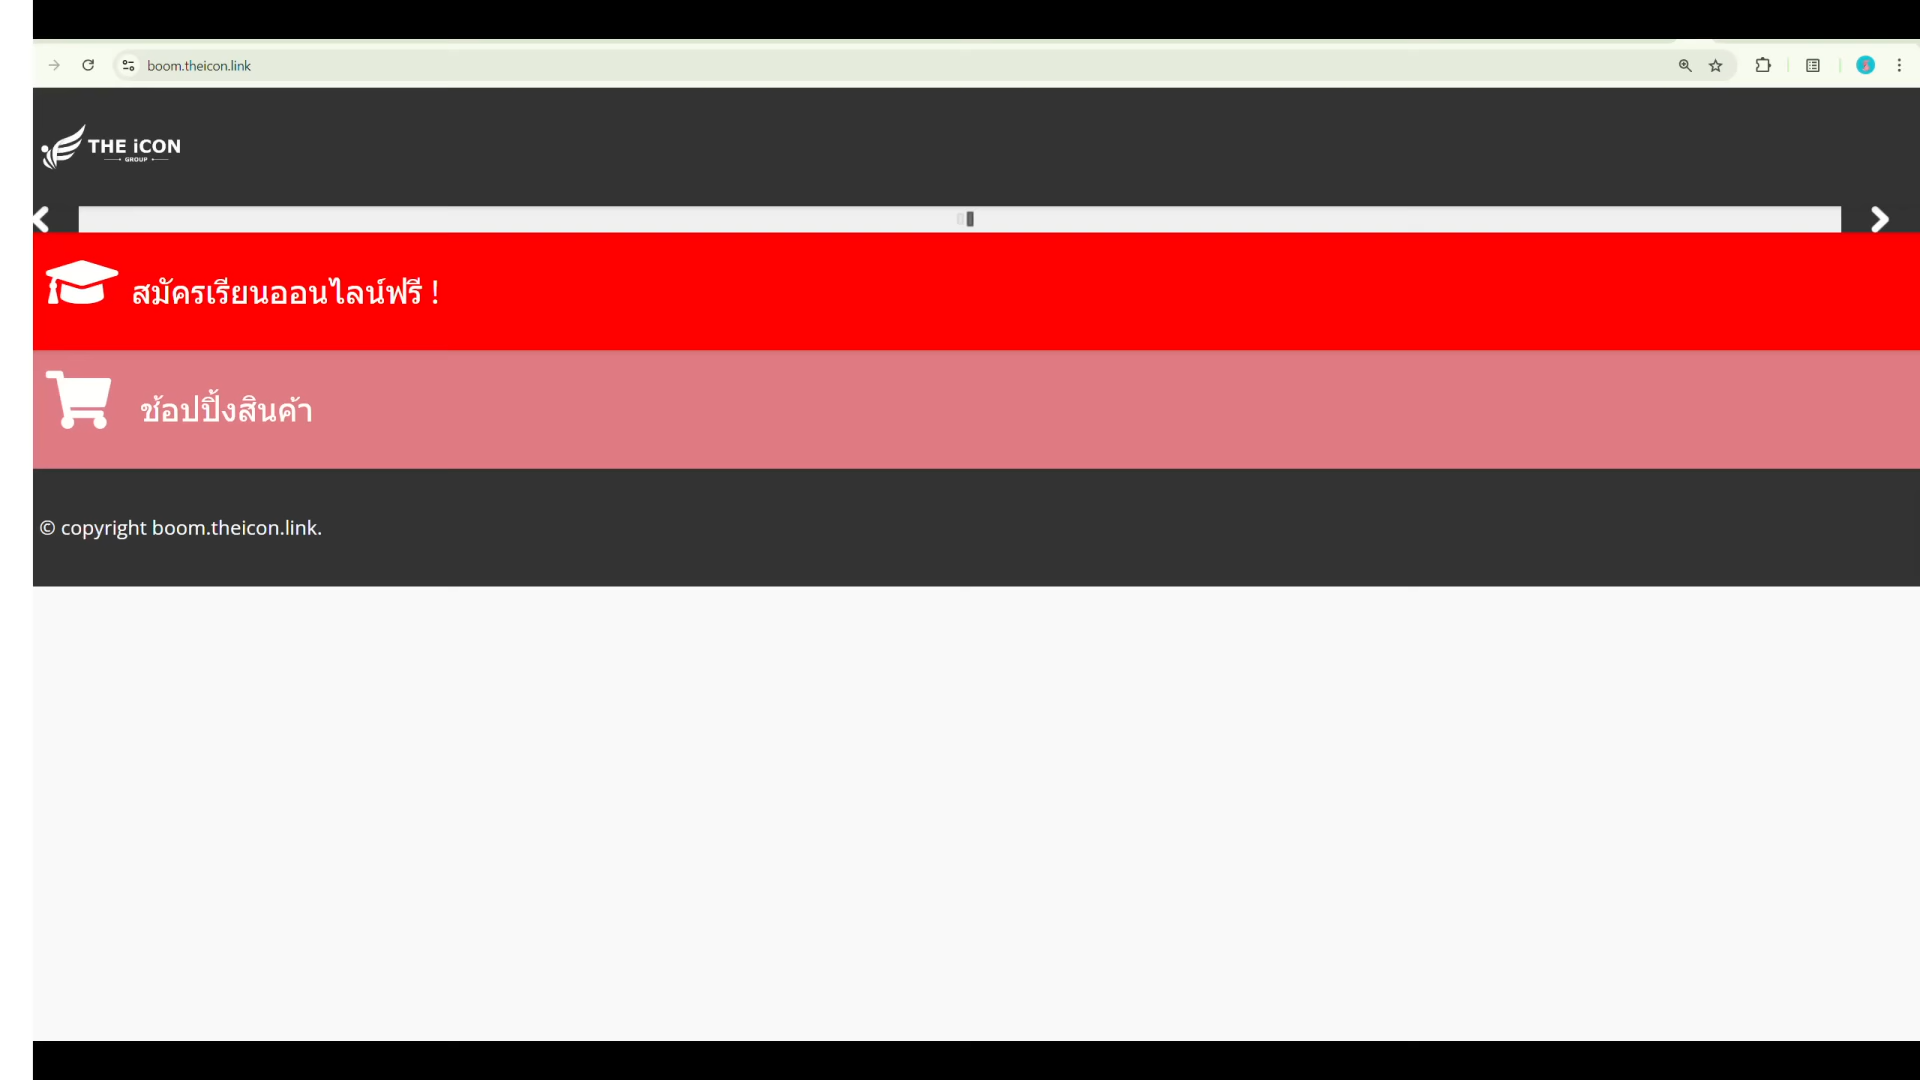 boom.theicon.link
THE iCON
GROUP
สมัครเรียนออนไลน์ฟรี !
ช้อปปิ้งสินค้า
© copyright boom.theicon.link.